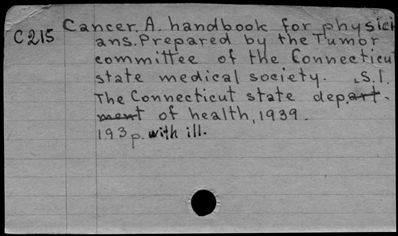 C215 Cancer. A. handbook for physici
ans. Prepared by the Tumor
committee of the Connecticut
state medical society. s.l.
The Connecticut state depart-
ment of health, 1939.
193 p. with ill.